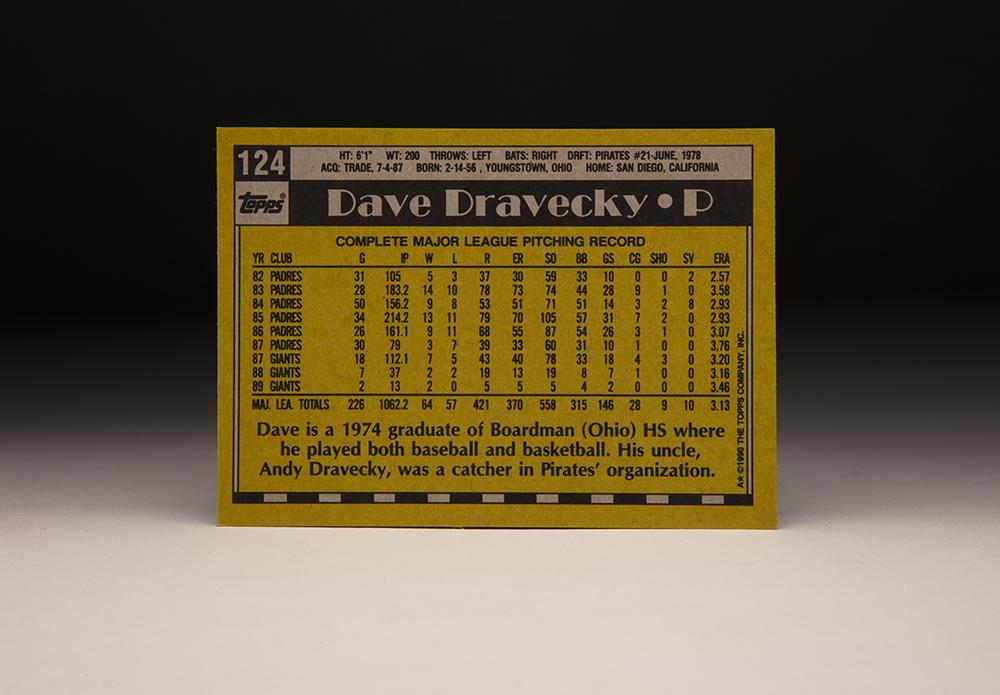 124
HT: 6'1" WT: 200 THROWS: LEFT BATS: RIGHT DRFT: PIRATES #21-JUNE, 1978
ACQ: TRADE, 7-4-87 BORN: 2-14-56 , YOUNGSTOWN, OHIO HOME: SAN DIEGO, CALIFORNIA
Topps®
Dave Dravecky • P
COMPLETE MAJOR LEAGUE PITCHING RECORD
YR CLUB G IP W L R ER SO BB GS CG SHO SV ERA
82 PADRES 31 105 5 3 37 30 59 33 10 0 0 2 2.57
83 PADRES 28 183.2 14 10 78 73 74 44 28 9 1 0 3.58
84 PADRES 50 156.2 9 8 53 51 71 51 14 3 2 8 2.93
85 PADRES 34 214.2 13 11 79 70 105 57 31 7 2 0 2.93
86 PADRES 26 161.1 9 11 68 55 87 54 26 3 1 0 3.07
87 PADRES 30 79 3 7 39 33 60 31 10 1 0 0 3.76
87 GIANTS 18 112.1 7 5 43 40 78 33 18 4 3 0 3.20
88 GIANTS 7 37 2 2 19 13 19 8 7 1 0 0 3.16
89 GIANTS 2 13 2 0 5 5 5 4 2 0 0 0 3.46
MAJ. LEA. TOTALS 226 1062.2 64 57 421 370 558 315 146 28 9 10 3.13
Dave is a 1974 graduate of Boardman (Ohio) HS where
he played both baseball and basketball. His uncle,
Andy Dravecky, was a catcher in Pirates' organization.
A★ ©1990 THE TOPPS COMPANY, INC.